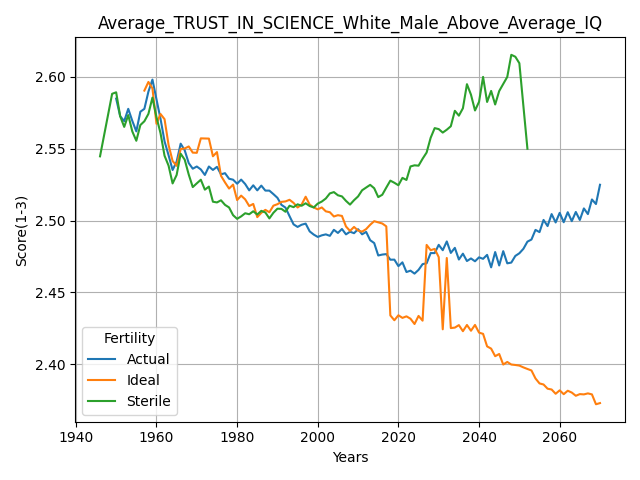 Average_TRUST_IN_SCIENCE_White_Male_Above_Average_IQ
2.60
2.55
2.50
2.45
2.40
Score(1-3)
Fertility
Actual
Ideal
Sterile
1940
1960
1980
2000
2020
2040
2060
Years